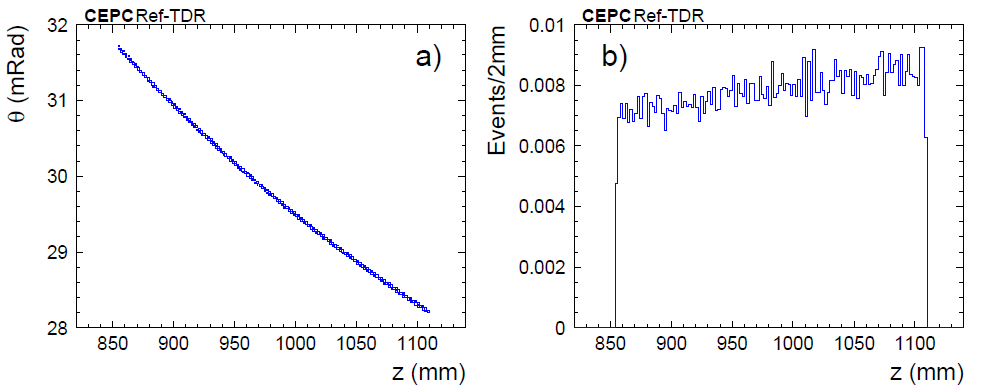 CEPC Ref-TDR
θ (mRad)
32
31
30
29
28
a)
850 900 950 1000 1050 1100
z (mm)
CEPC Ref-TDR
Events/2mm
0.01
0.008
0.006
0.004
0.002
0
b)
850 900 950 1000 1050 1100
z (mm)